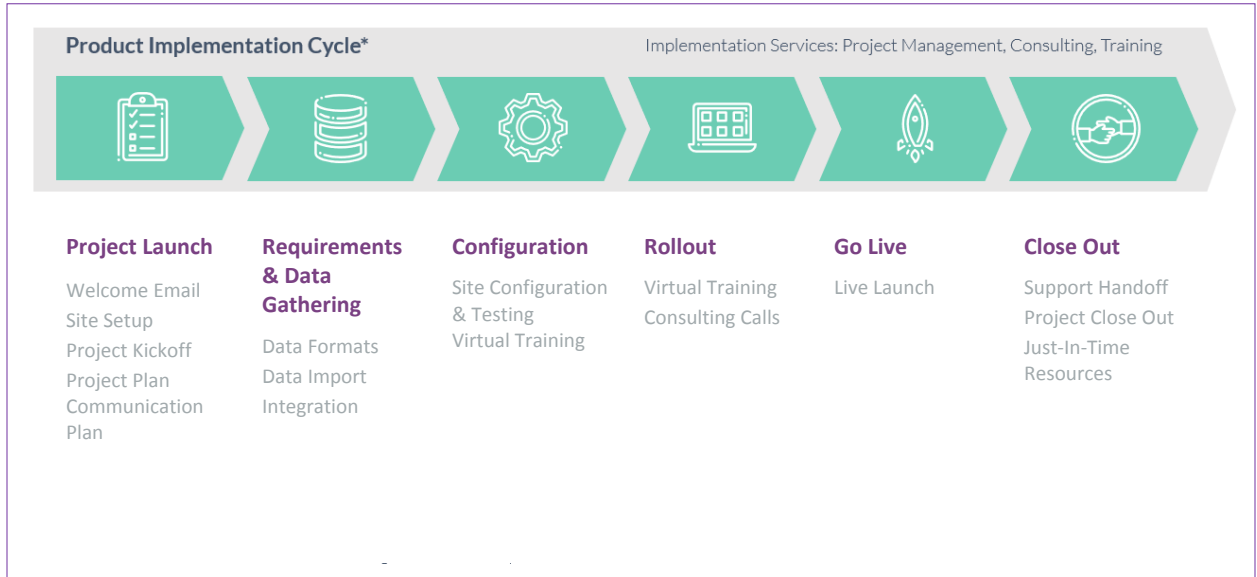 Product Implementation Cycle*
Implementation Services: Project Management, Consulting, Training
Project Launch
Welcome Email
Site Setup
Project Kickoff
Project Plan
Communication
Plan
Requirements
& Data
Gathering
Data Formats
Data Import
Integration
Configuration
Site Configuration
& Testing
Virtual Training
Rollout
Virtual Training
Consulting Calls
Go Live
Live Launch
Close Out
Support Handoff
Project Close Out
Just-In-Time
Resources